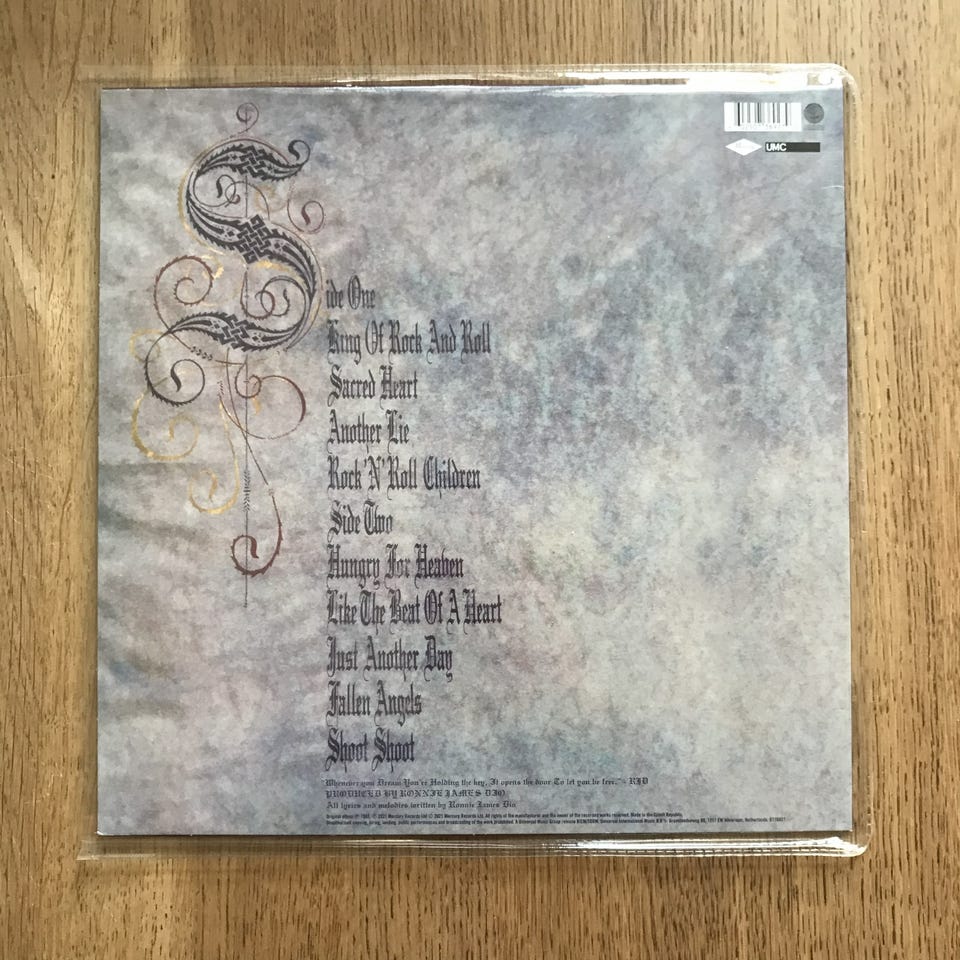 UMC
Side One
King Of Rock And Roll
Sacred Heart
Another Lie
Rock 'N' Roll Children
Side Two
Hungry For Heaven
Like The Beat Of A Heart
Just Another Day
Fallen Angels
Shoot Shoot
"Whenever you Dream You're Holding the key, It opens the door To let you be free." - RJD
PRODUCED BY RONNIE JAMES DIO
All lyrics and melodies written by Ronnie James Dio